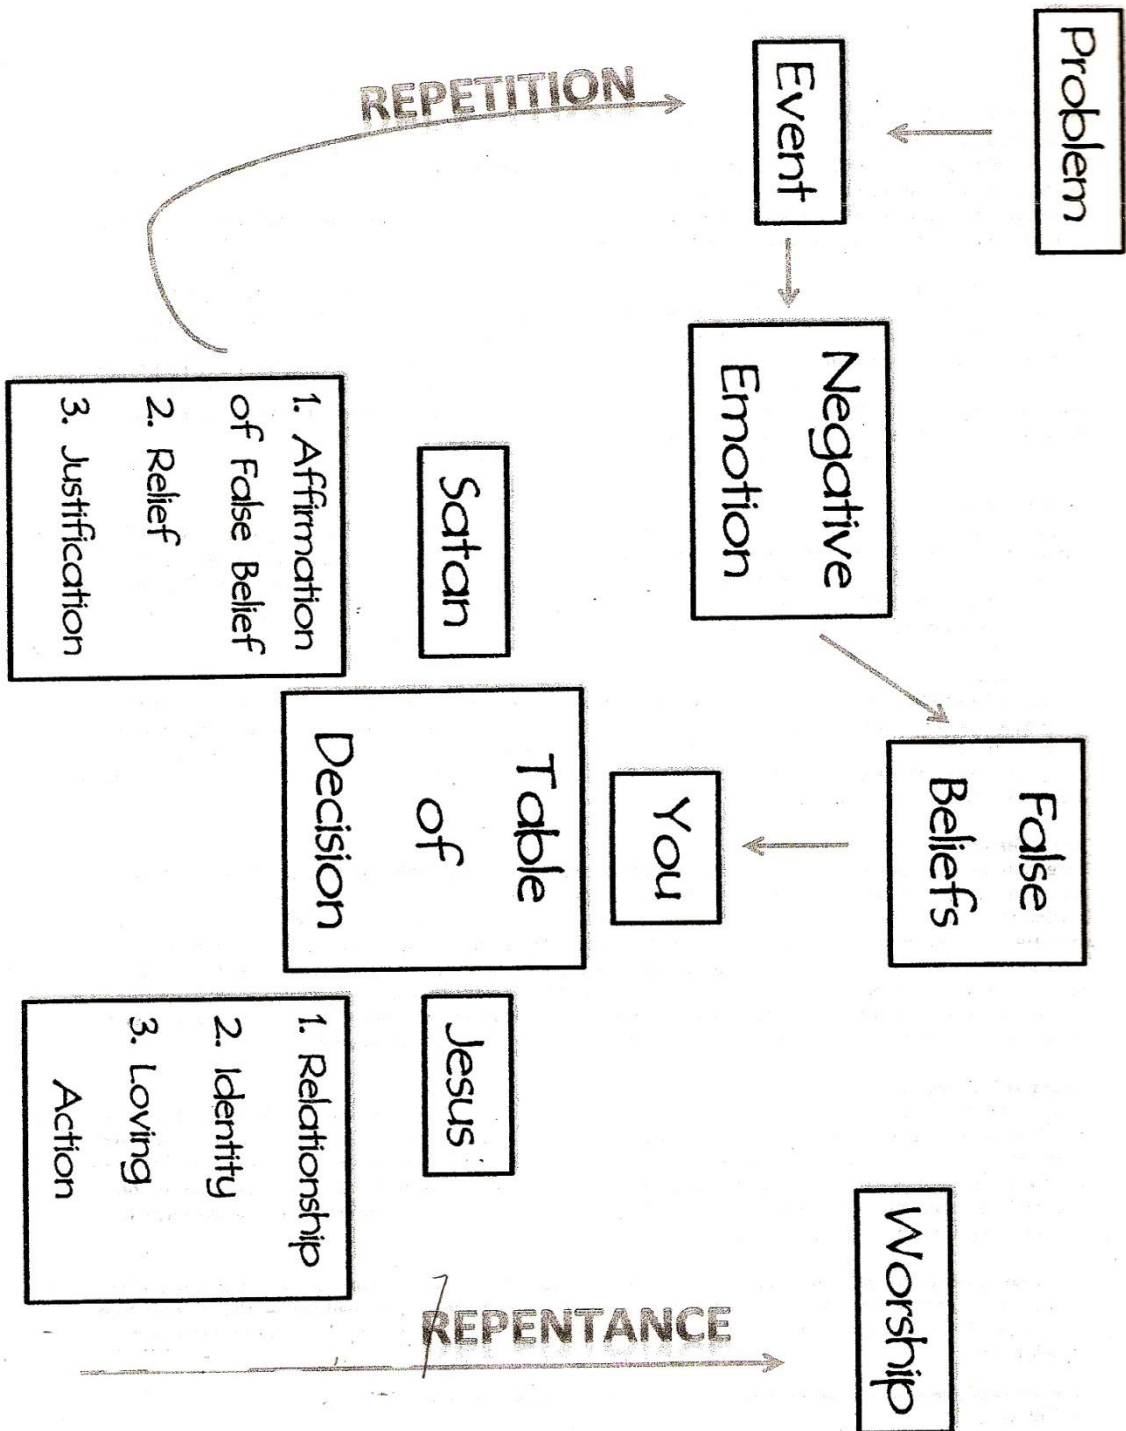 Problem
Event
Negative
Emotion
False
Beliefs
You
Table
of
Decision
Satan
1. Affirmation
of False Belief
2. Relief
3. Justification
REPETITION
Jesus
1. Relationship
2. Identity
3. Loving
Action
REPENTANCE
Worship